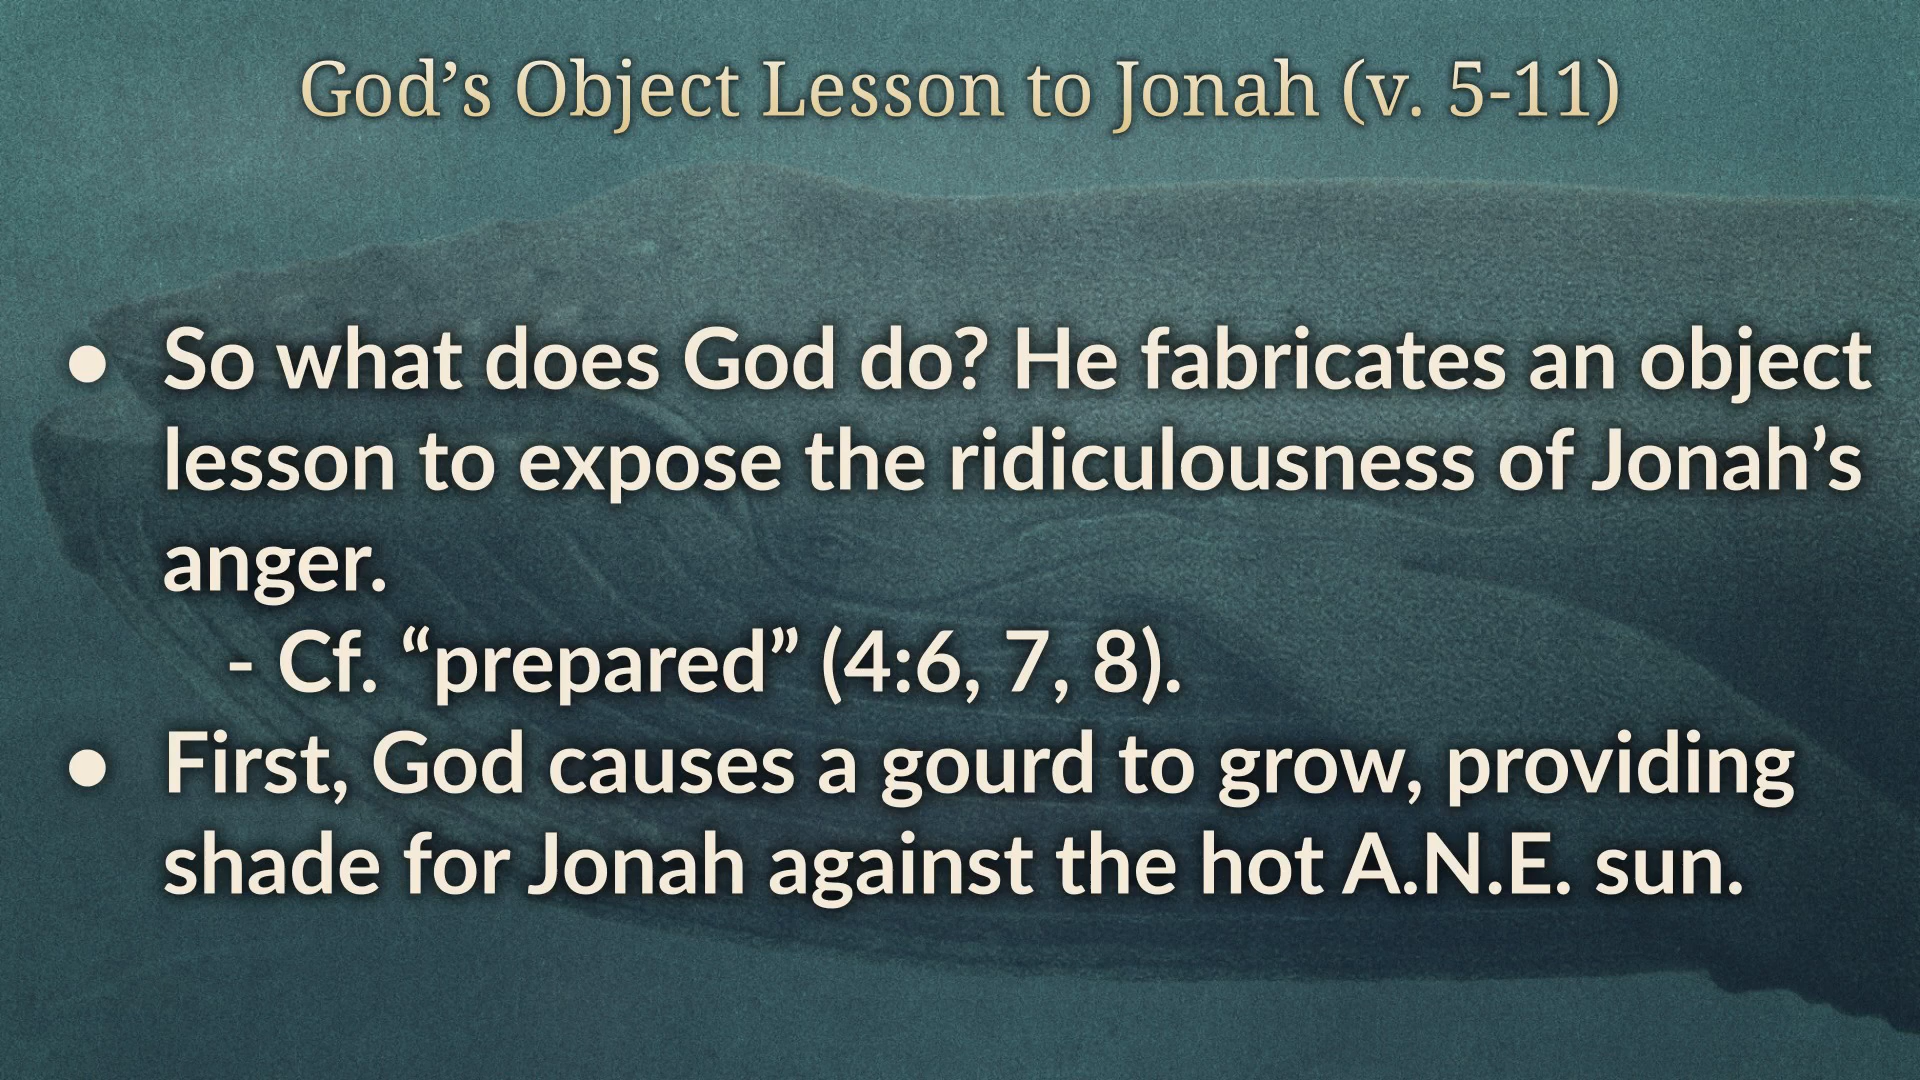 God’s Object Lesson to Jonah (v. 5-11)
● So what does God do? He fabricates an object
lesson to expose the ridiculousness of Jonah’s
anger.
- Cf. “prepared” (4:6, 7, 8).
● First, God causes a gourd to grow, providing
shade for Jonah against the hot A.N.E. sun.